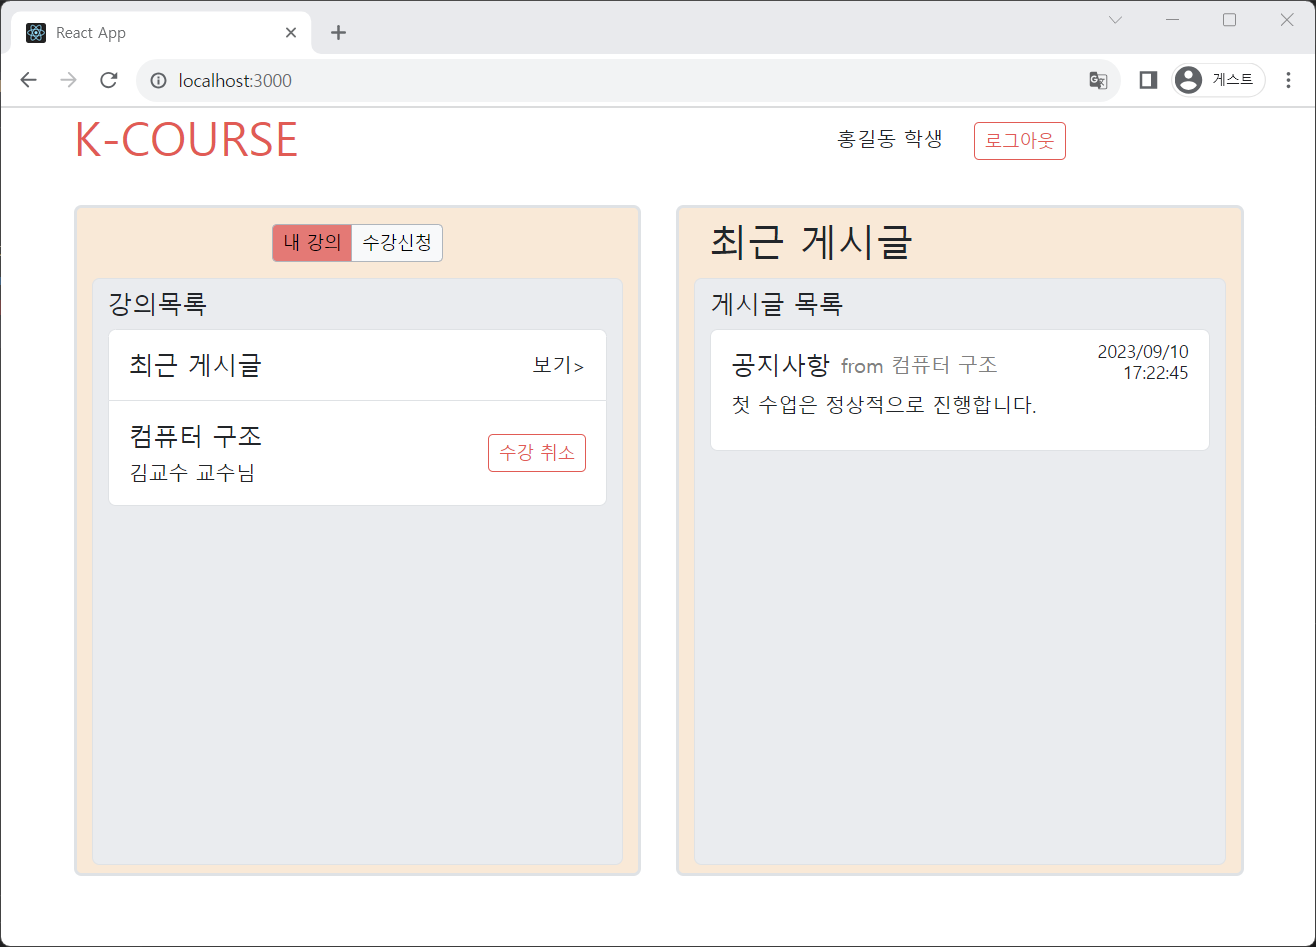 React App
localhost:3000
게스트
K-COURSE
홍길동 학생
로그아웃
내 강의
수강신청
강의목록
최근 게시글
보기>
컴퓨터 구조
김교수 교수님
수강 취소
최근 게시글
게시글 목록
공지사항 from 컴퓨터 구조
2023/09/10
17:22:45
첫 수업은 정상적으로 진행합니다.